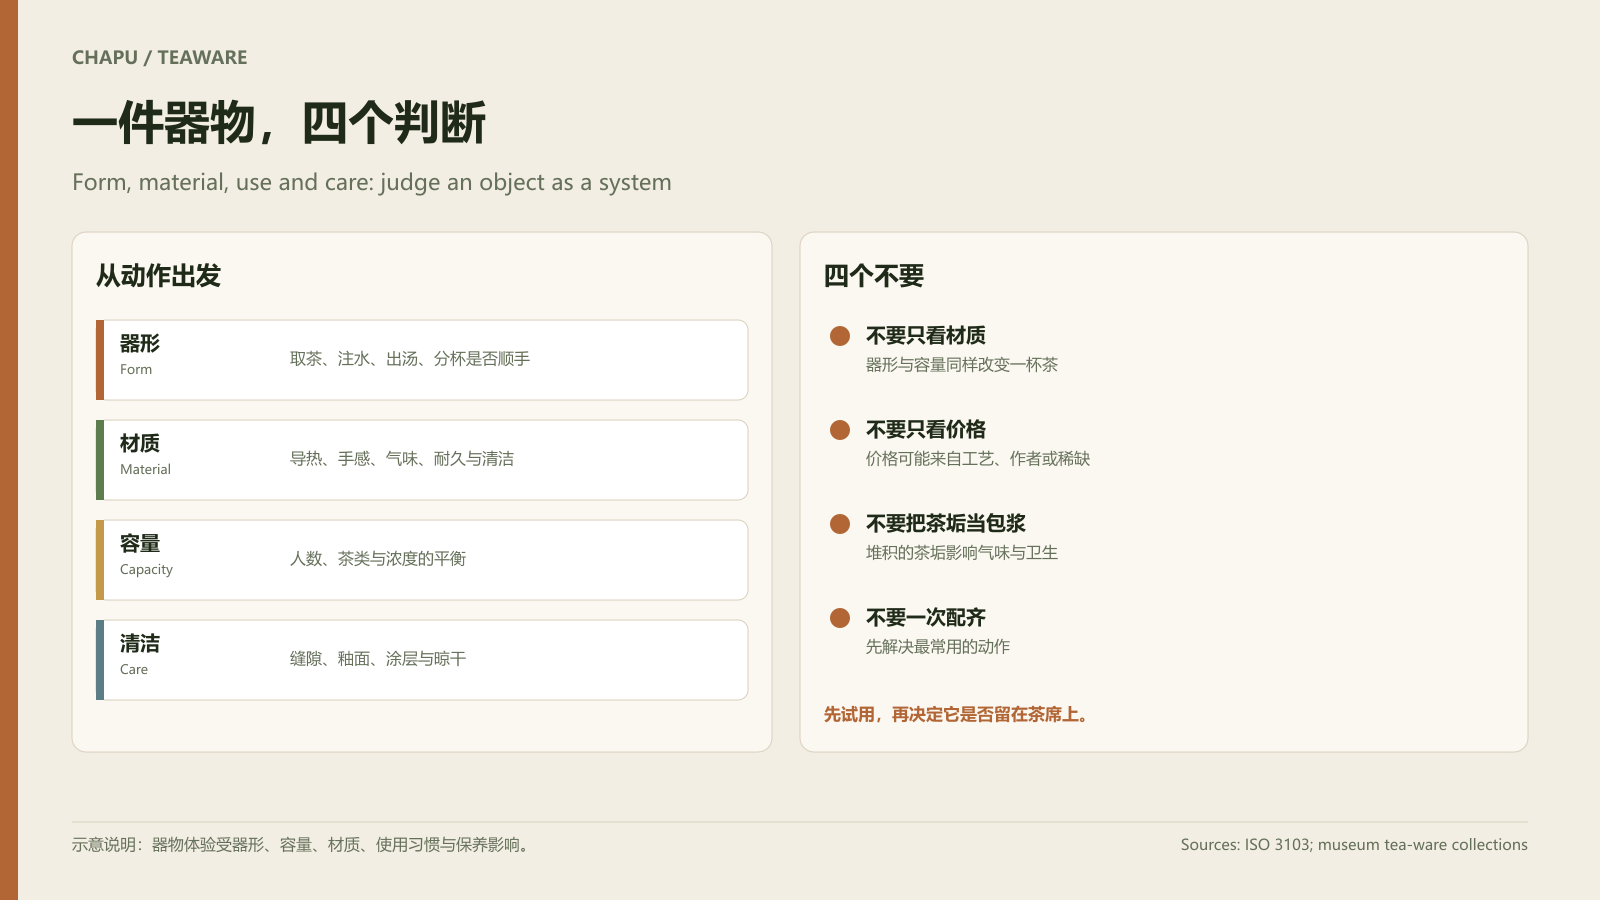 CHAPU / TEAWARE
一件器物，四个判断
Form, material, use and care: judge an object as a system
从动作出发
器形
Form
取茶、注水、出汤、分杯是否顺手
材质
Material
导热、手感、气味、耐久与清洁
容量
Capacity
人数、茶类与浓度的平衡
清洁
Care
缝隙、釉面、涂层与晾干
四个不要
不要只看材质
器形与容量同样改变一杯茶
不要只看价格
价格可能来自工艺、作者或稀缺
不要把茶垢当包浆
堆积的茶垢影响气味与卫生
不要一次配齐
先解决最常用的动作
先试用，再决定它是否留在茶席上。
示意说明：器物体验受器形、容量、材质、使用习惯与保养影响。
Sources: ISO 3103; museum tea-ware collections